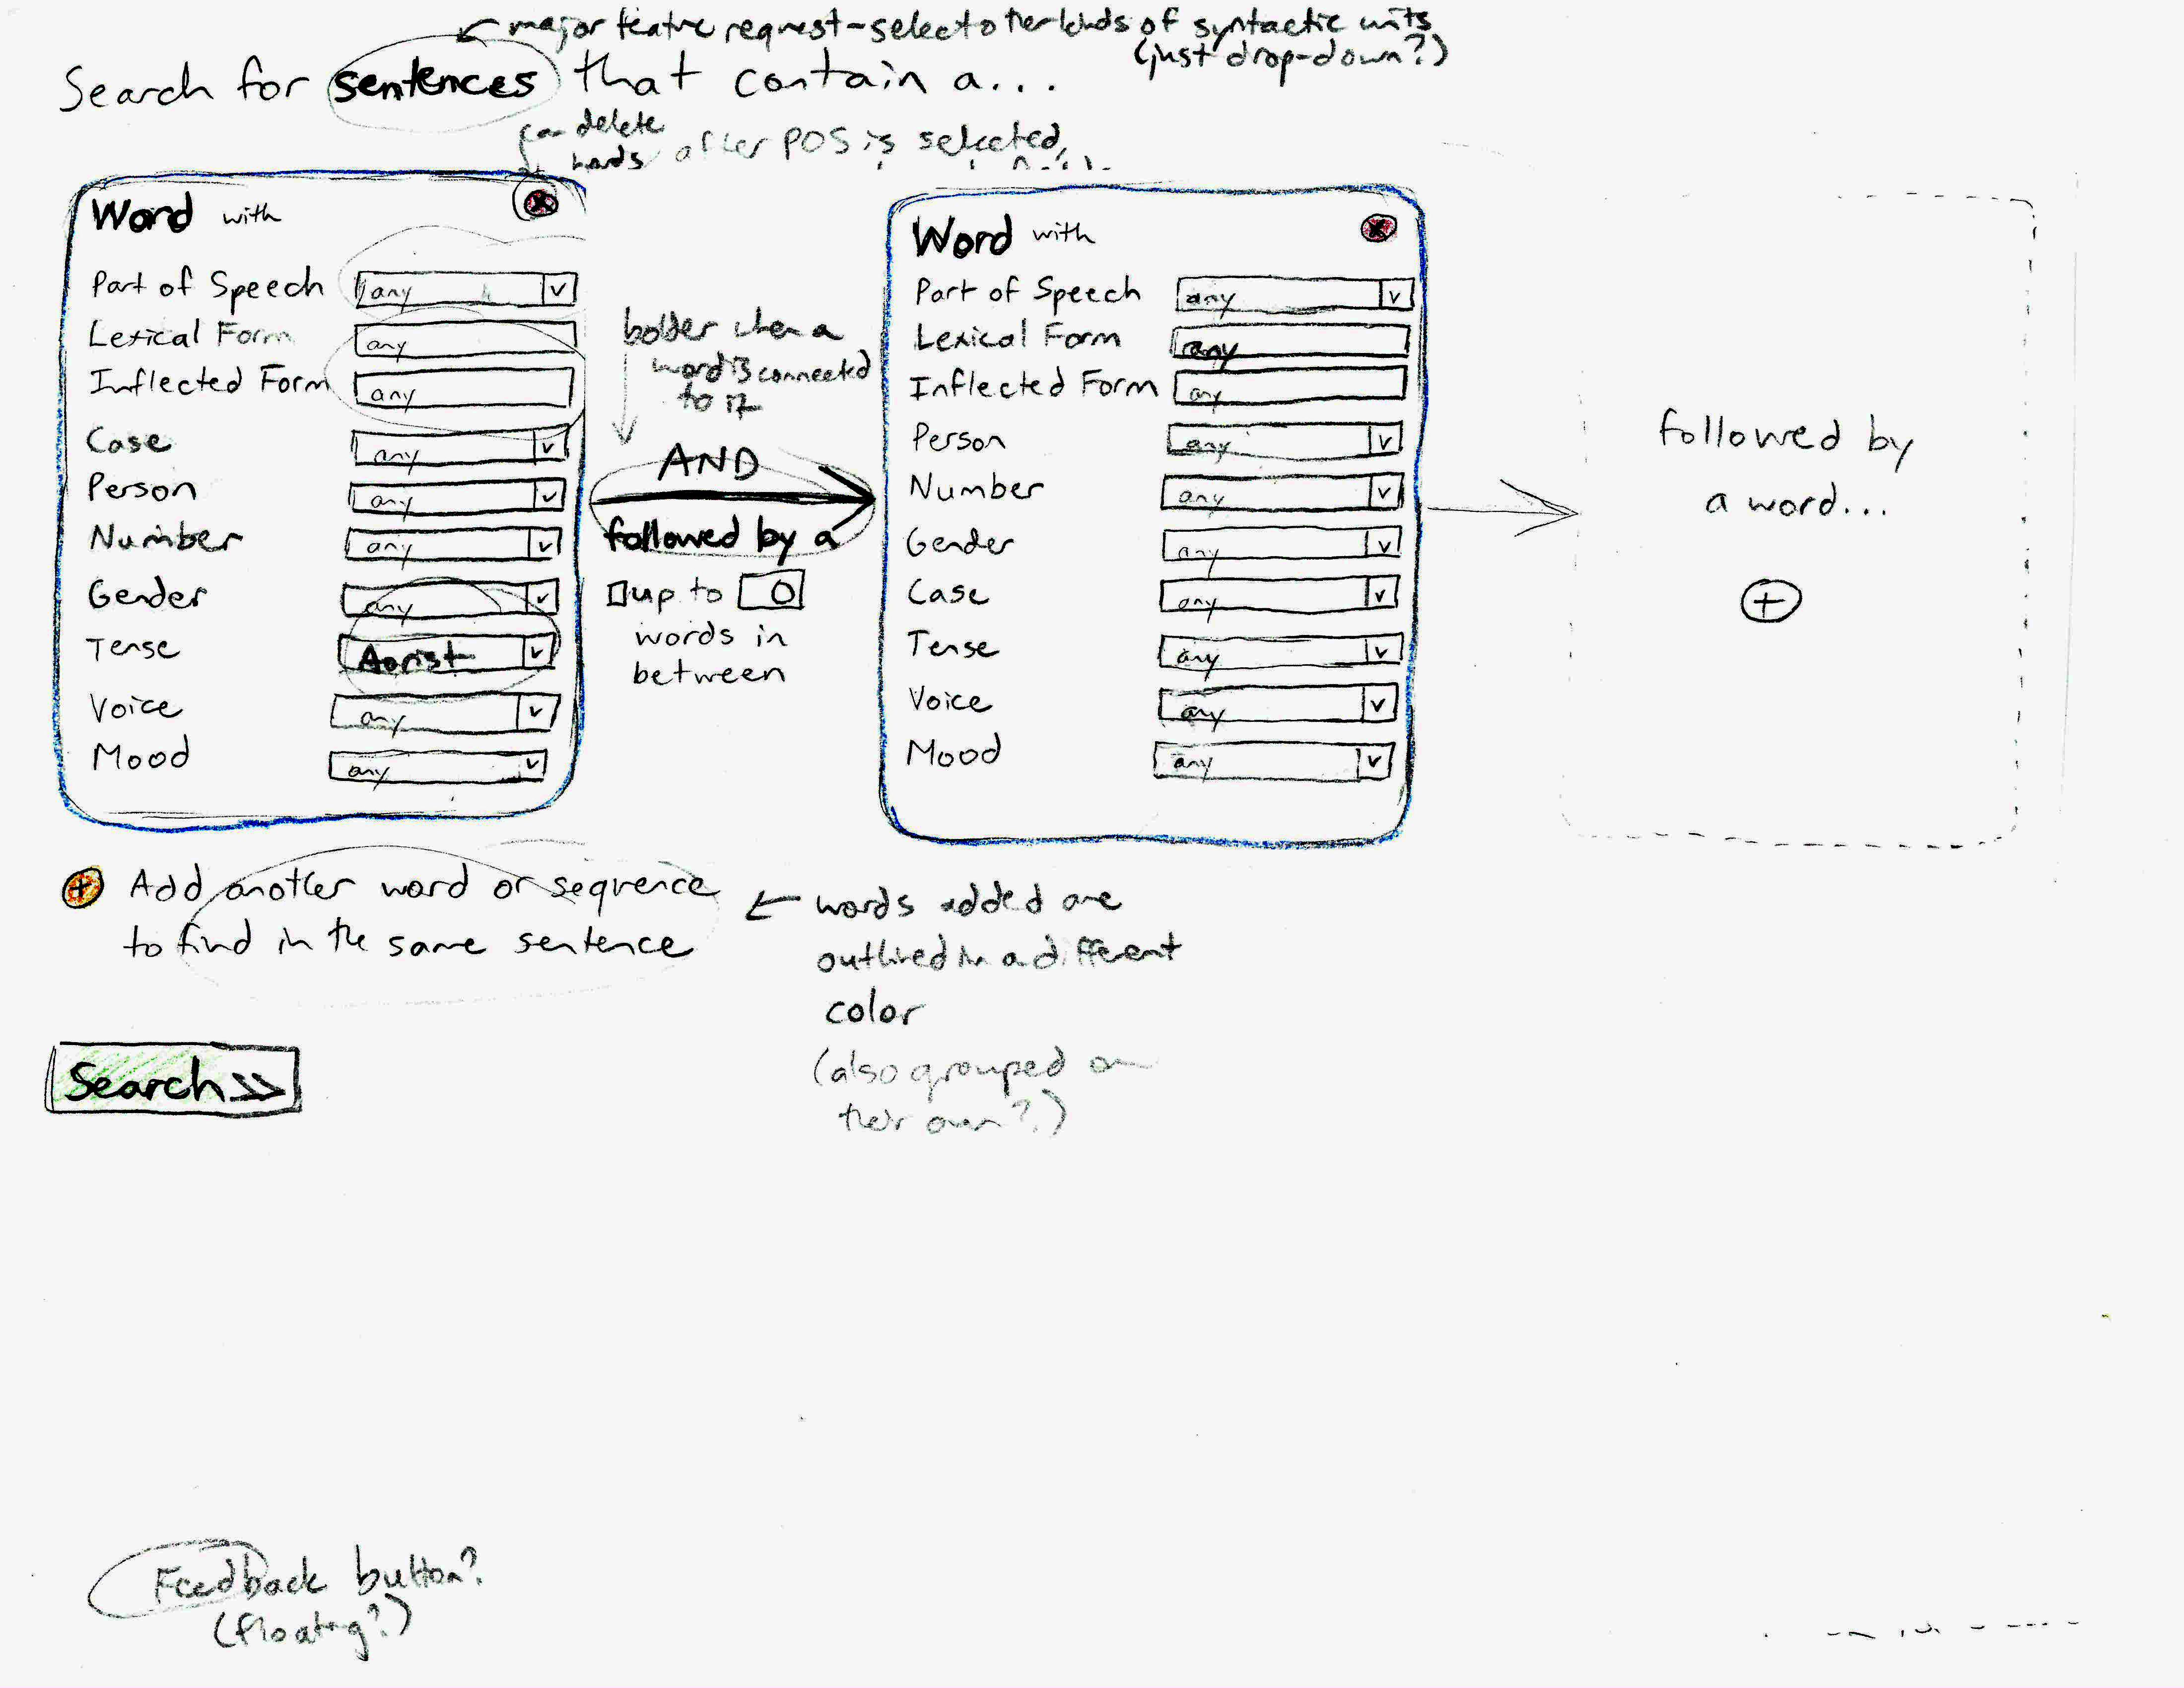 major featue request - select other kinds of syntactic units
(just drop-down?)
Search for sentences that contain a...
can delete
words
after POS is selected,
Word with
Part of Speech any v
Lexical Form any
Inflected Form any
Case any v
Person any v
Number any v
Gender any v
Tense Aorist v
Voice any v
Mood any v
bolder when a
word is connected
to it
AND
followed by a
up to 0
words in
between
Word with
Part of Speech any v
Lexical Form any
Inflected Form any
Person any v
Number any v
Gender any v
Case any v
Tense any v
Voice any v
Mood any v
followed by
a word...
+
+ Add another word or sequence
to find in the same sentence
words added are
outlined in a different
color
(also grouped on
their own?)
Search >>
Feedback button?
(floating?)